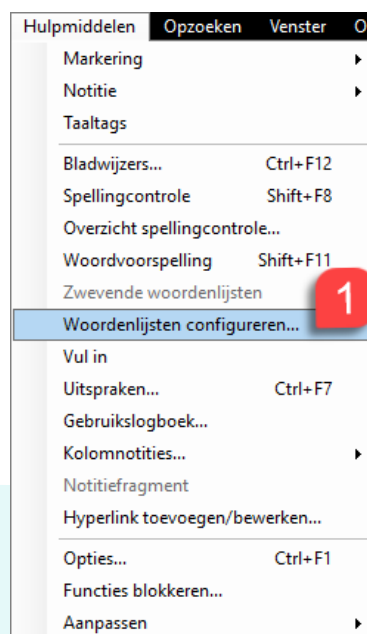 Hulpmiddelen Opzoeken Venster O
Markering
Notitie
Taaltags
Bladwijzers... Ctrl+F12
Spellingcontrole Shift+F8
Overzicht spellingcontrole...
Woordvoorspelling Shift+F11
Zwevende woordenlijsten
Woordenlijsten configureren... 1
Vul in
Uitspraken... Ctrl+F7
Gebruikslogboek...
Kolomnotities...
Notitiefragment
Hyperlink toevoegen/bewerken...
Opties... Ctrl+F1
Functies blokkeren...
Aanpassen